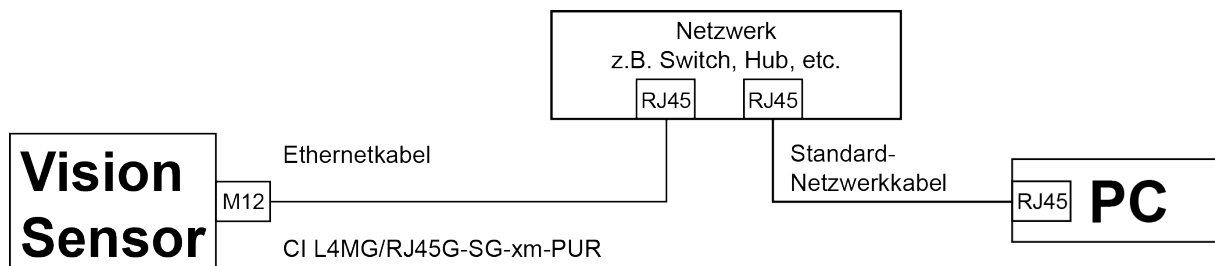 Netzwerk
z.B. Switch, Hub, etc.
RJ45
RJ45
Vision
Sensor
M12
Ethernetkabel
CI L4MG/RJ45G-SG-xm-PUR
Standard-
Netzwerkkabel
RJ45
PC